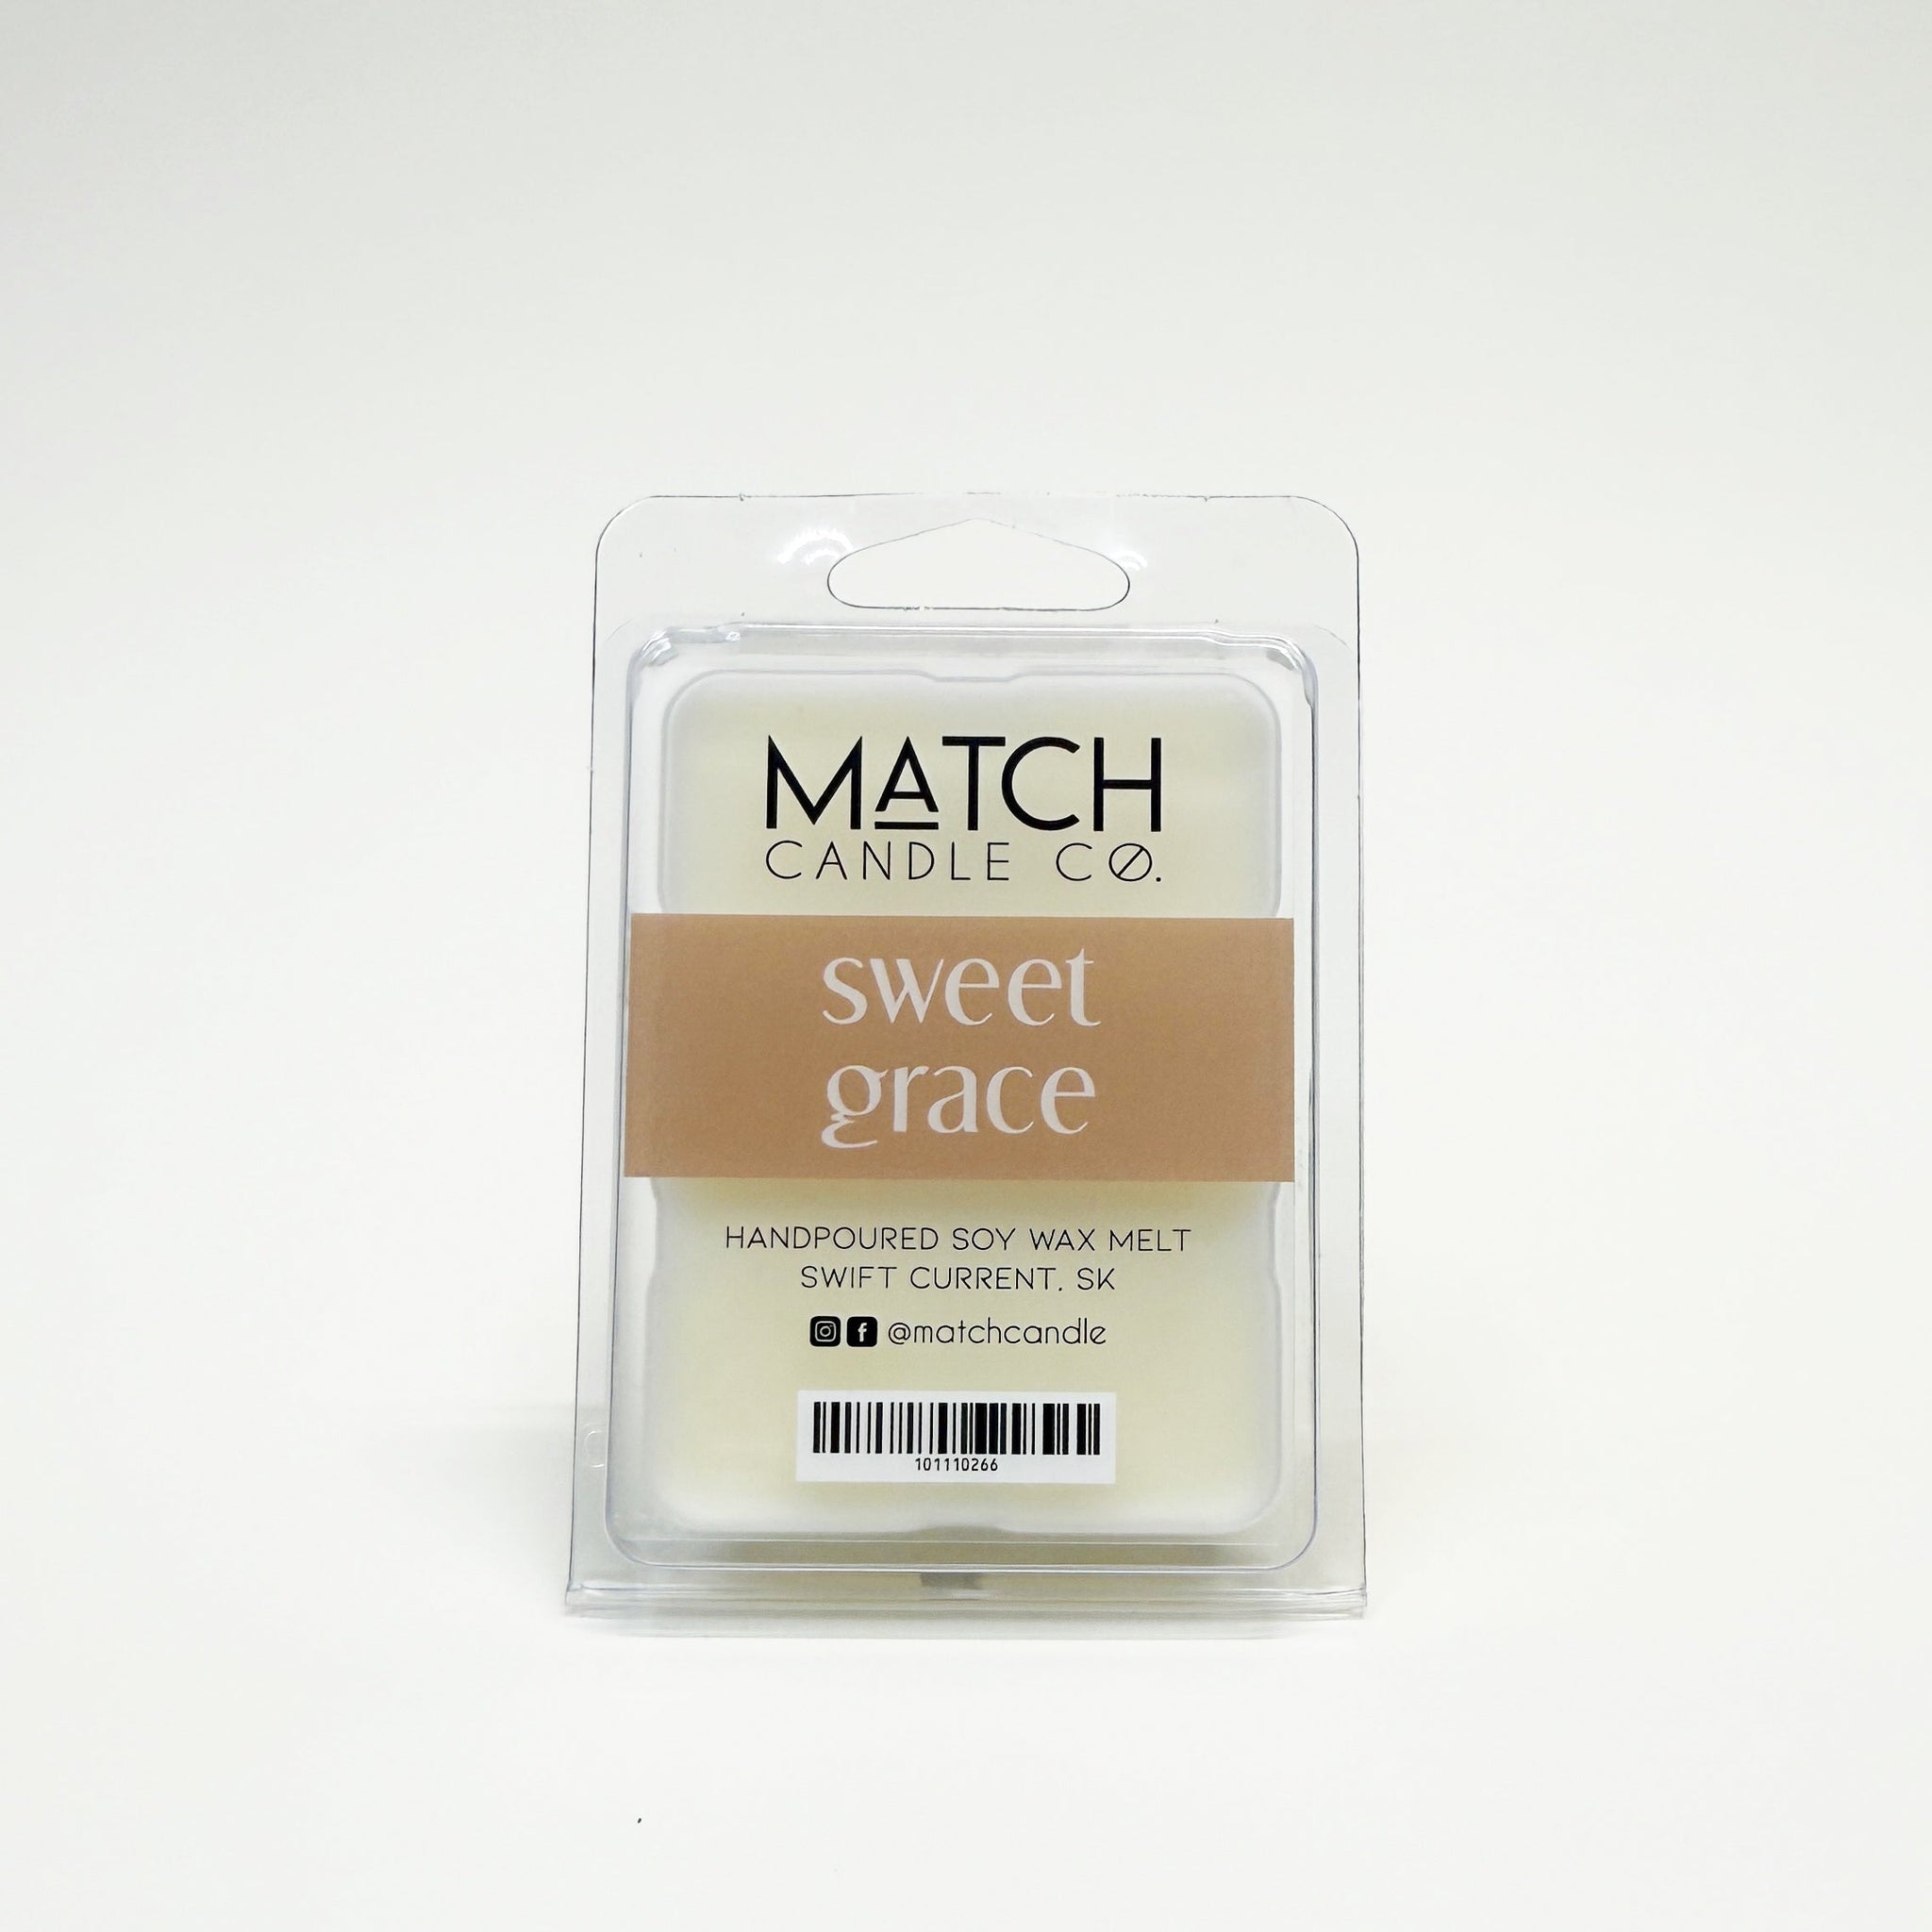 MATCH
CANDLE CO.
sweet
grace
HANDPOURED SOY WAX MELT
SWIFT CURRENT, SK
@matchcandle
101110266